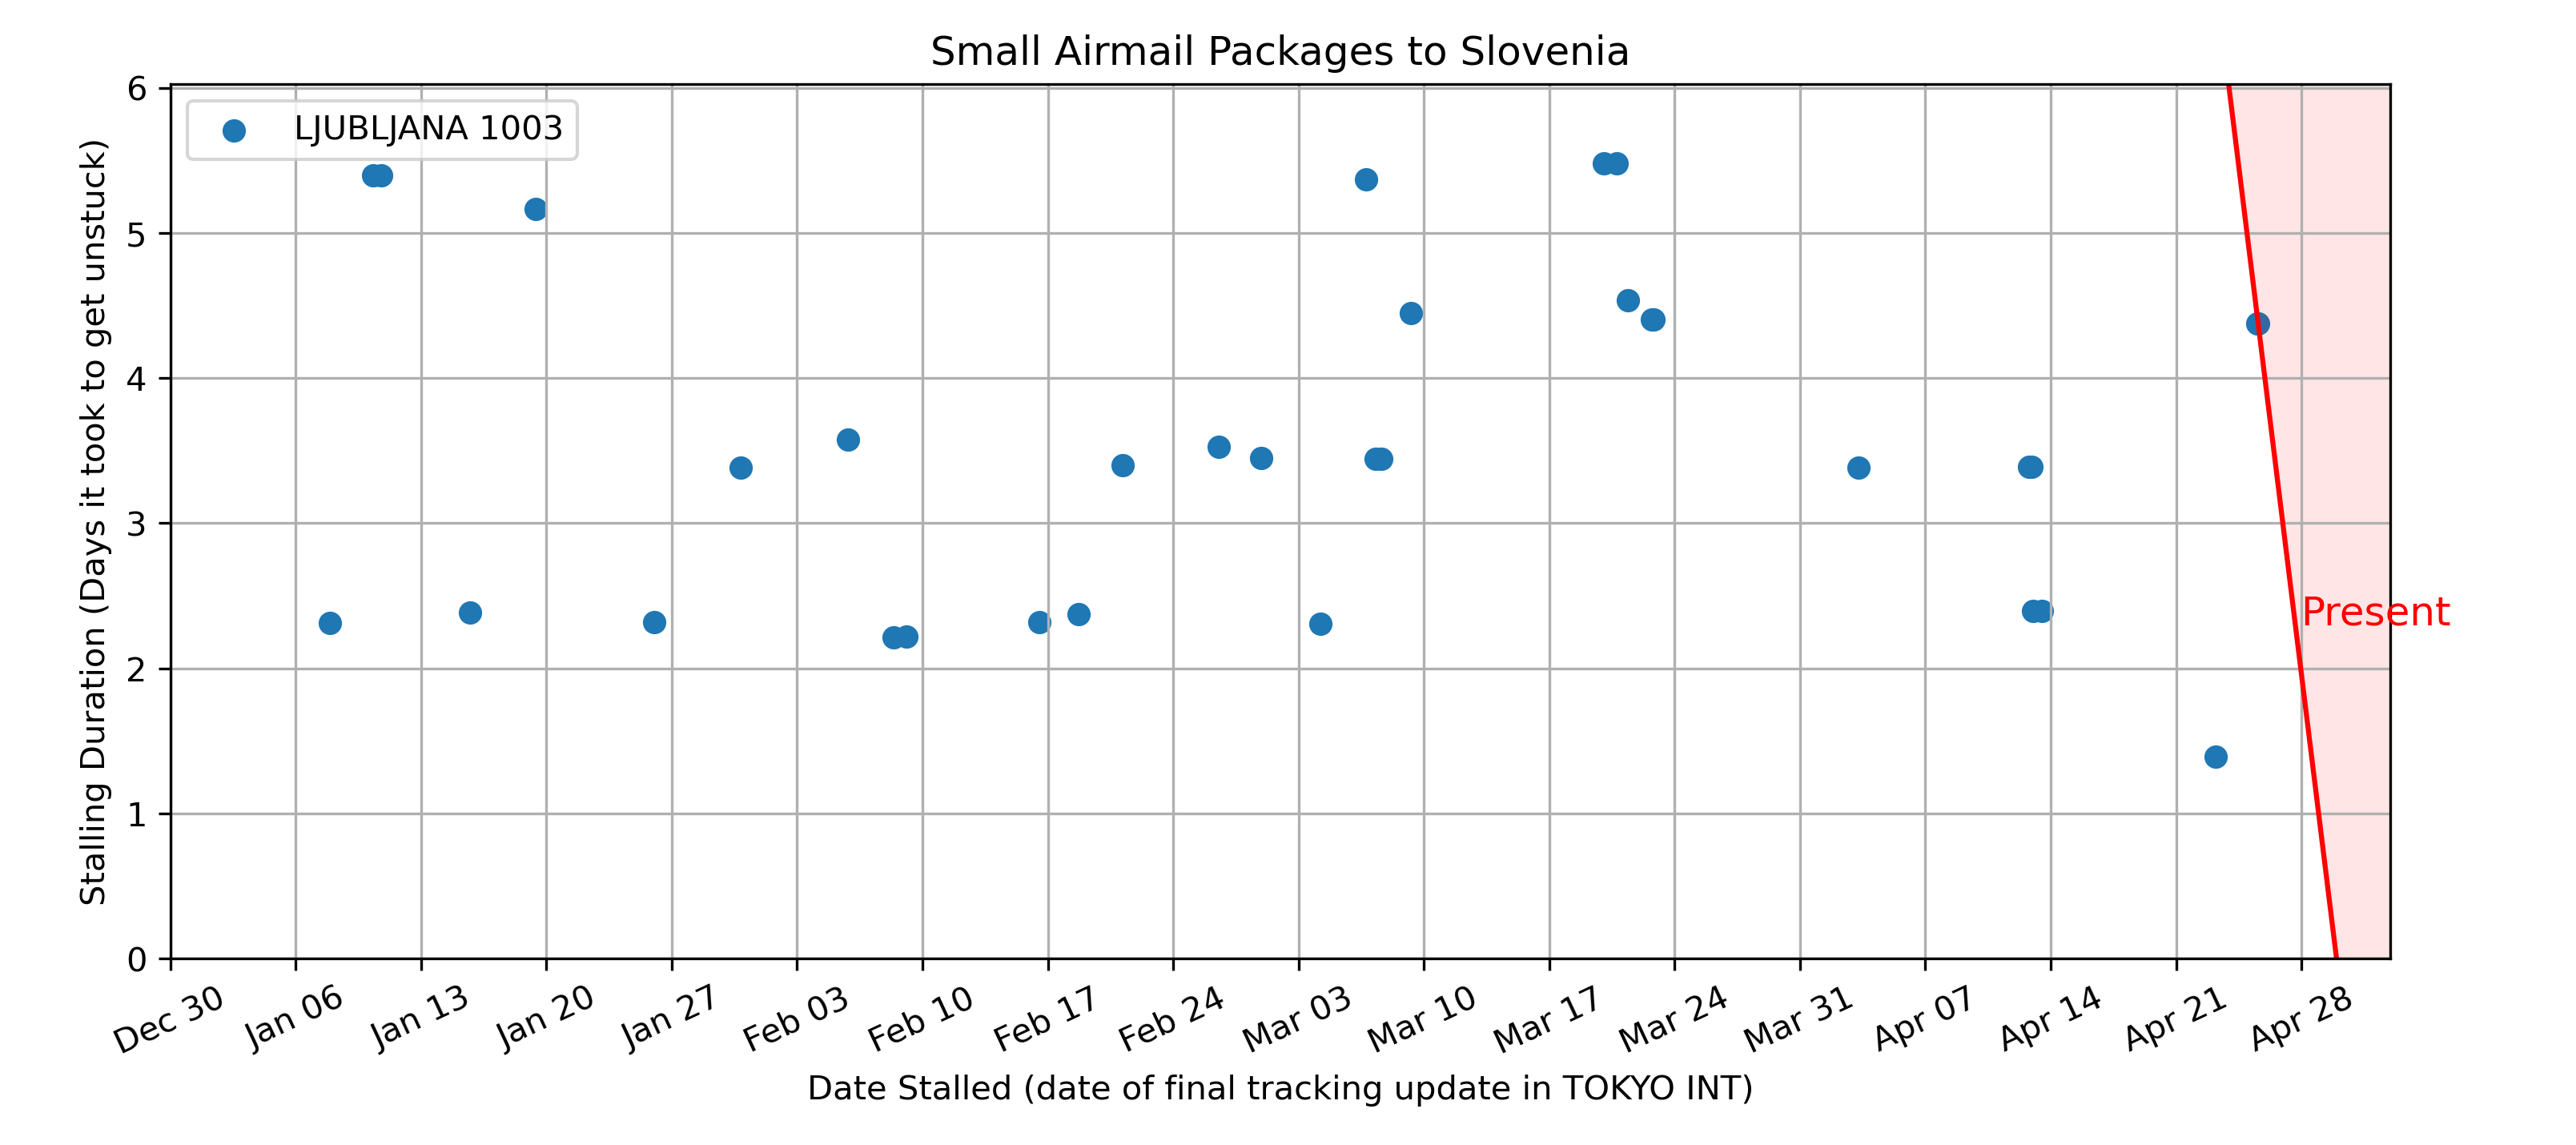 Small Airmail Packages to Slovenia
LJUBLJANA 1003
Stalling Duration (Days it took to get unstuck)
6
5
4
3
2
1
0
Present
Dec 30 Jan 06 Jan 13 Jan 20 Jan 27 Feb 03 Feb 10 Feb 17 Feb 24 Mar 03 Mar 10 Mar 17 Mar 24 Mar 31 Apr 07 Apr 14 Apr 21 Apr 28
Date Stalled (date of final tracking update in TOKYO INT)